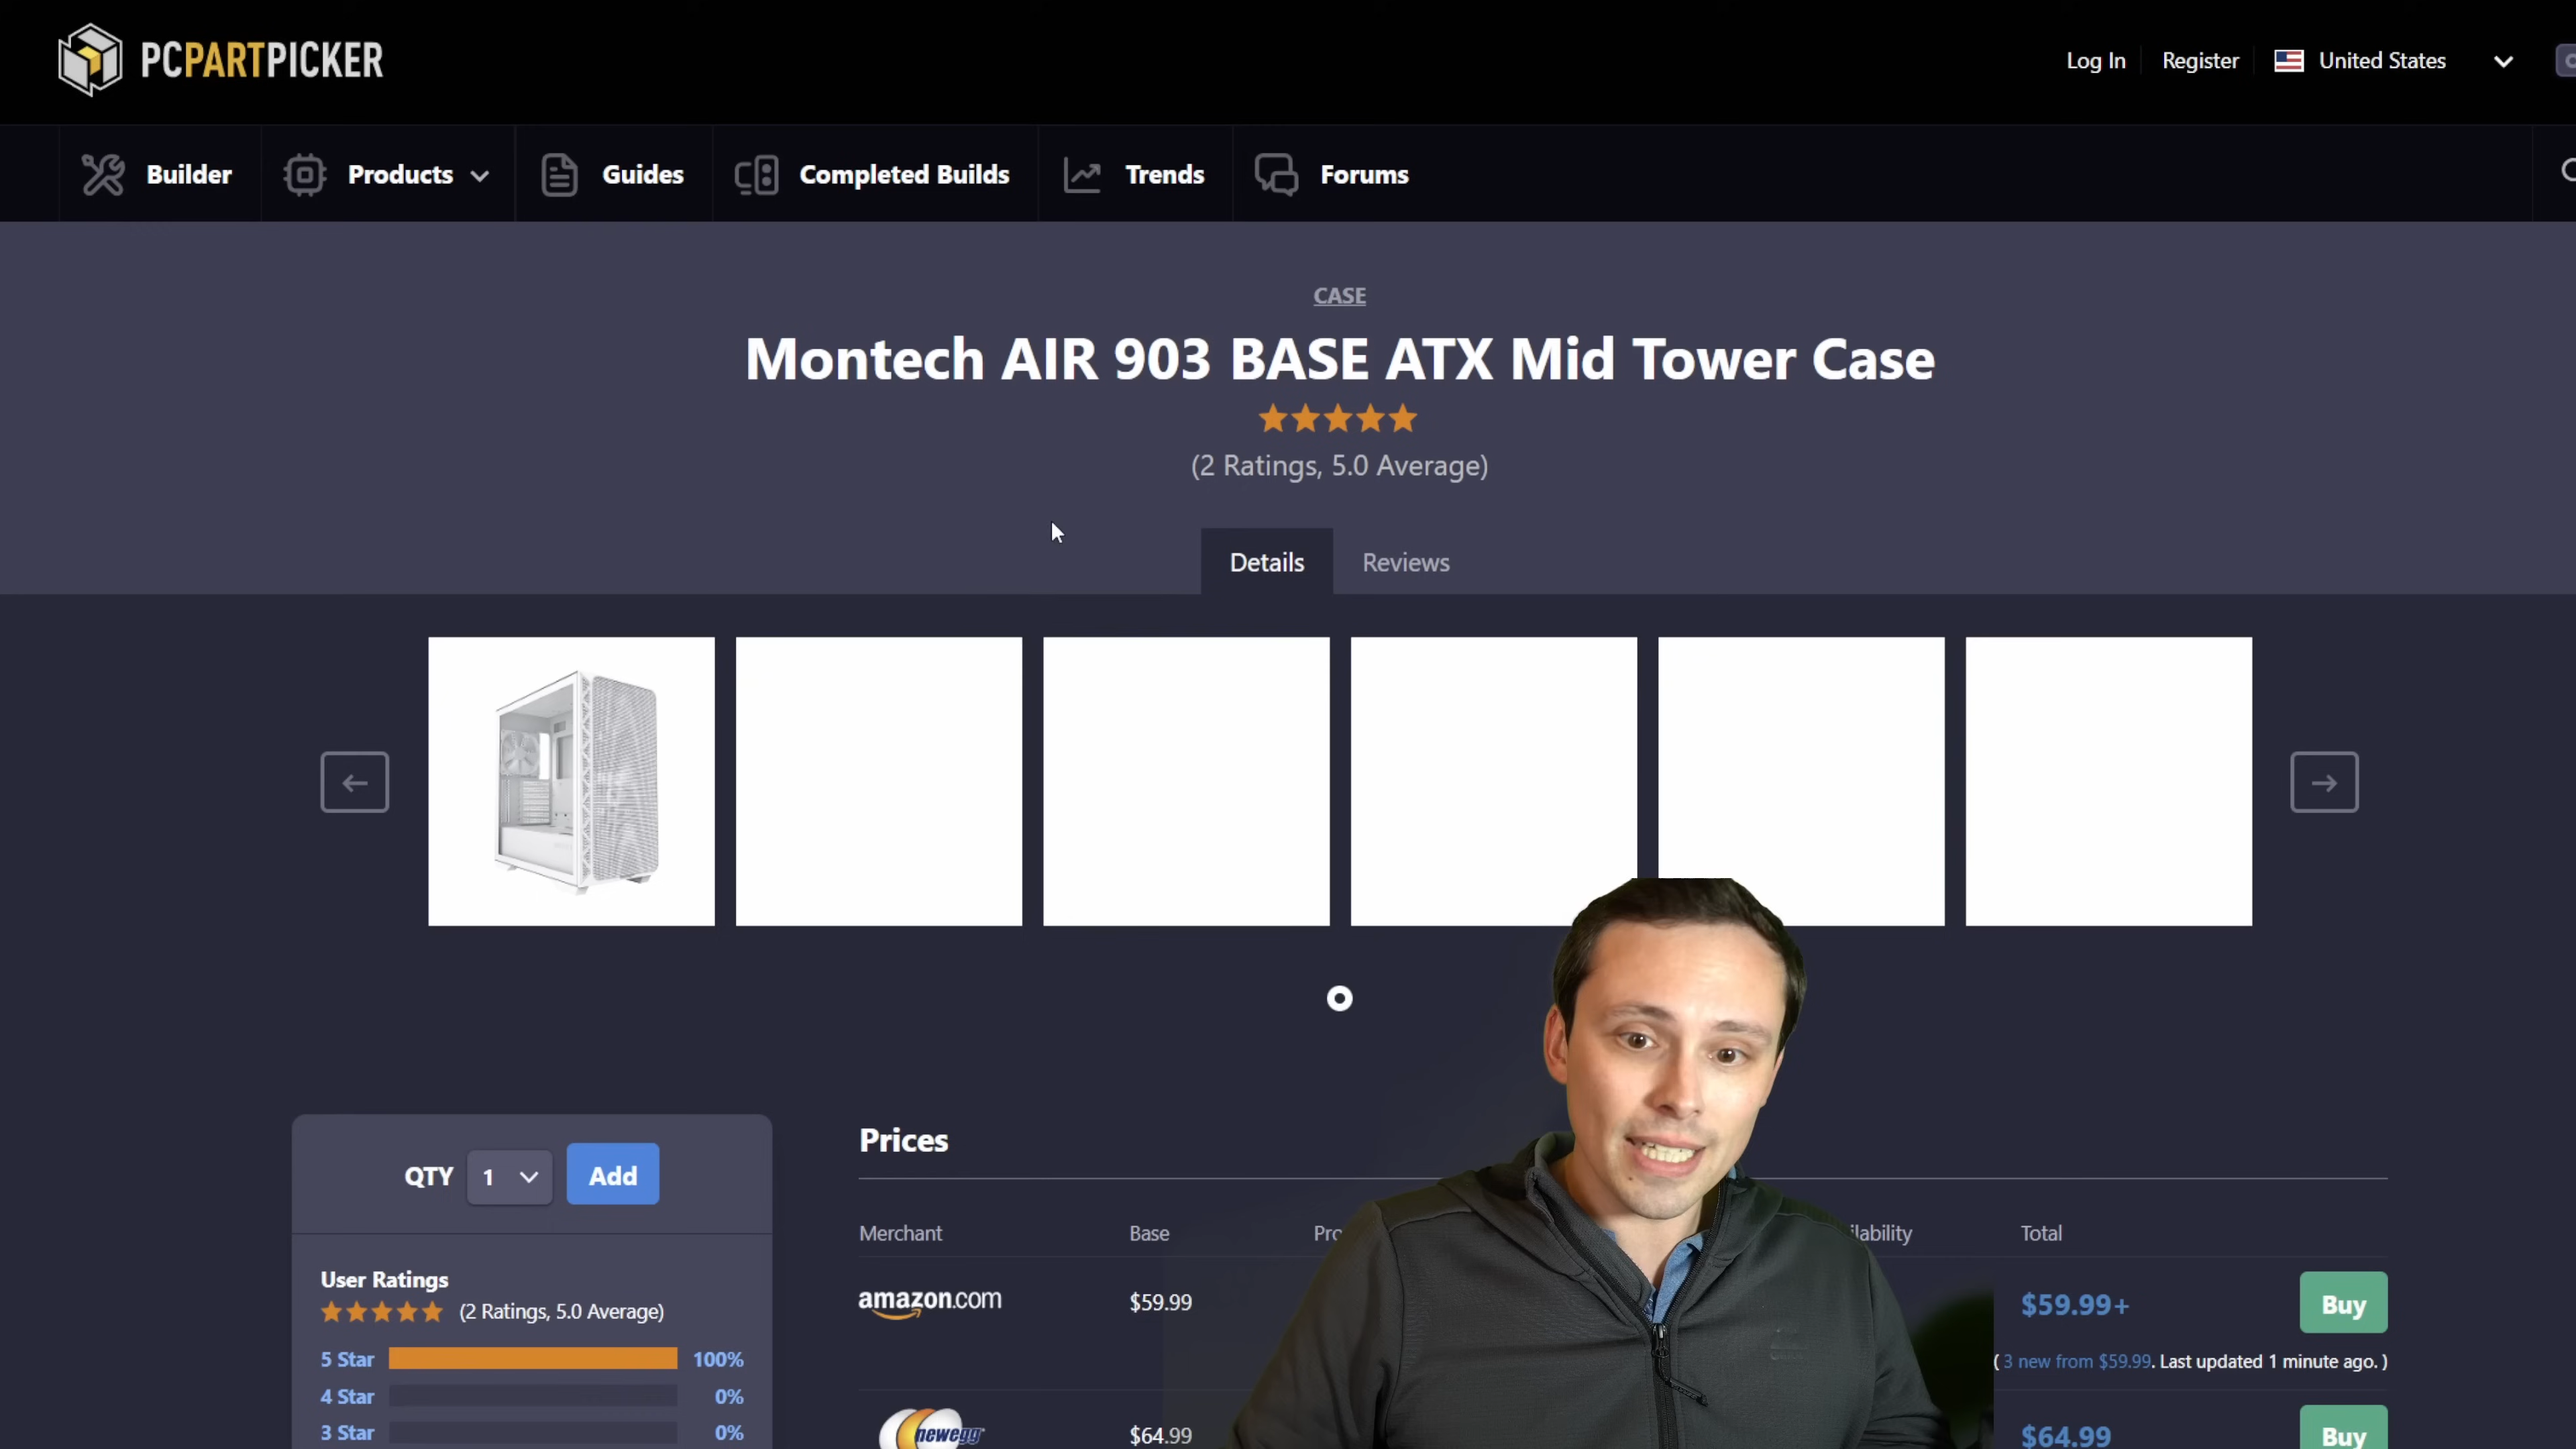 PCPARTPICKER
Log In Register United States
Builder Products Guides Completed Builds Trends Forums
CASE
Montech AIR 903 BASE ATX Mid Tower Case
(2 Ratings, 5.0 Average)
Details Reviews
QTY 1 Add
Prices
Merchant Base Total
User Ratings
(2 Ratings, 5.0 Average)
5 Star 100%
4 Star 0%
3 Star 0%
amazon.com $59.99 $59.99+ Buy
( 3 new from $59.99. Last updated 1 minute ago. )
newegg $64.99 $64.99 Buy